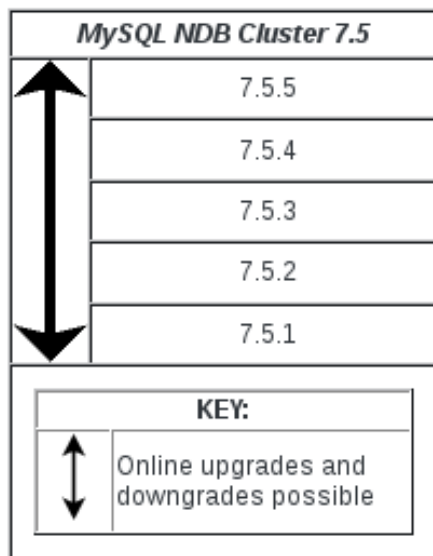 MySQL NDB Cluster 7.5
7.5.5
7.5.4
7.5.3
7.5.2
7.5.1
KEY:
Online upgrades and
downgrades possible